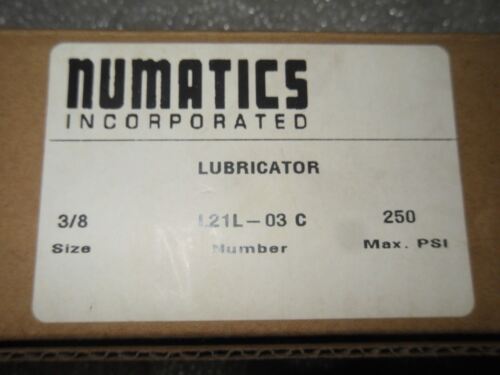 NUMATICS
INCORPORATED
LUBRICATOR
3/8 L21L-03 C 250
Size Number Max. PSI